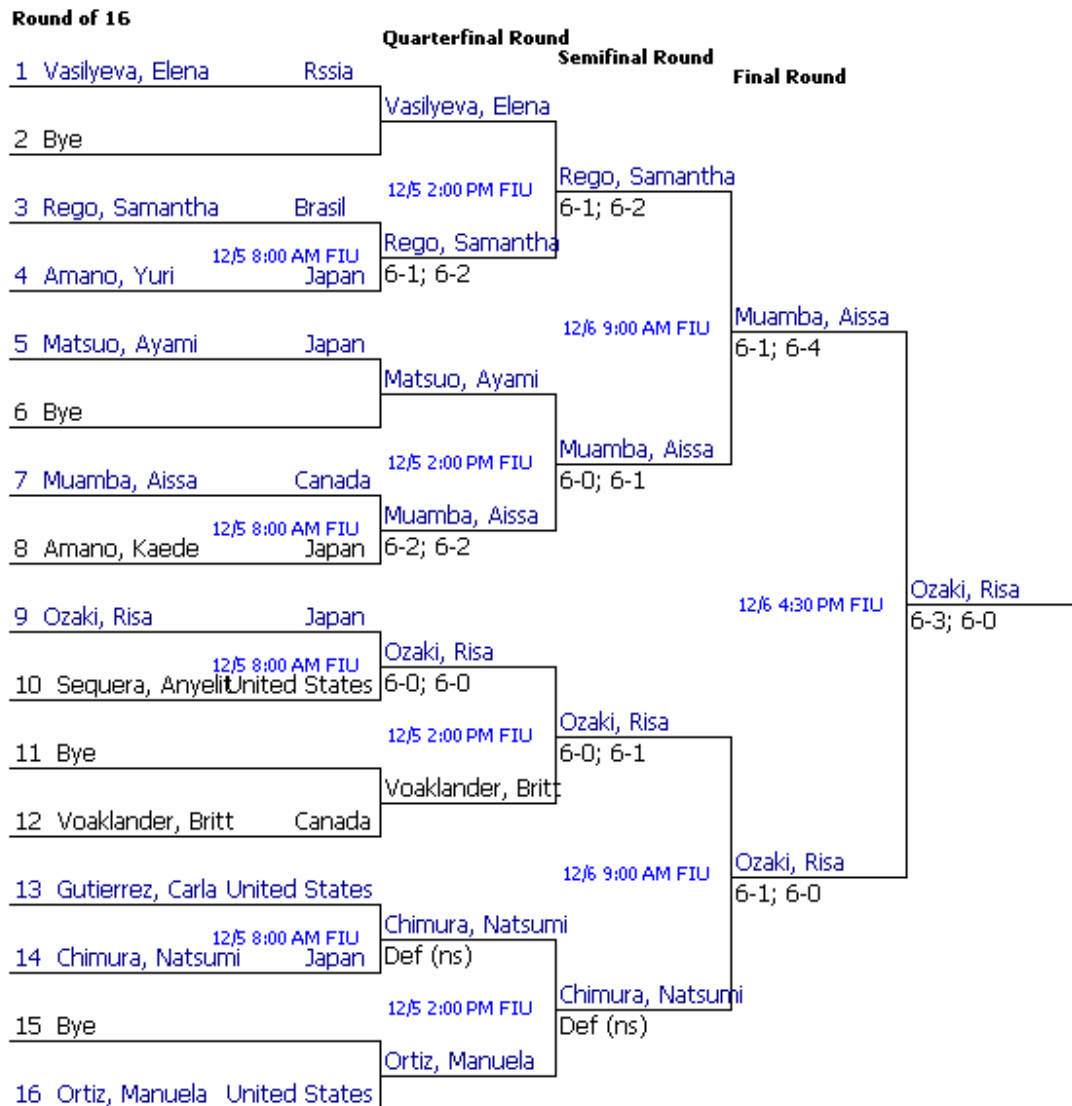 Round of 16
Quarterfinal Round
Semifinal Round
Final Round
1 Vasilyeva, Elena Rssia
Vasilyeva, Elena
2 Bye
12/5 2:00 PM FIU
Rego, Samantha
6-1; 6-2
3 Rego, Samantha Brasil
12/5 8:00 AM FIU
Rego, Samantha
6-1; 6-2
4 Amano, Yuri Japan
12/6 9:00 AM FIU
Muamba, Aissa
6-1; 6-4
5 Matsuo, Ayami Japan
Matsuo, Ayami
6 Bye
12/5 2:00 PM FIU
Muamba, Aissa
6-0; 6-1
7 Muamba, Aissa Canada
12/5 8:00 AM FIU
Muamba, Aissa
6-2; 6-2
8 Amano, Kaede Japan
12/6 4:30 PM FIU
Ozaki, Risa
6-3; 6-0
9 Ozaki, Risa Japan
12/5 8:00 AM FIU
Ozaki, Risa
6-0; 6-0
10 Sequera, Anyelit United States
12/5 2:00 PM FIU
Ozaki, Risa
6-0; 6-1
11 Bye
Voaklander, Britt
12 Voaklander, Britt Canada
12/6 9:00 AM FIU
Ozaki, Risa
6-1; 6-0
13 Gutierrez, Carla United States
12/5 8:00 AM FIU
Chimura, Natsumi
Def (ns)
14 Chimura, Natsumi Japan
12/5 2:00 PM FIU
Chimura, Natsumi
Def (ns)
15 Bye
Ortiz, Manuela
16 Ortiz, Manuela United States